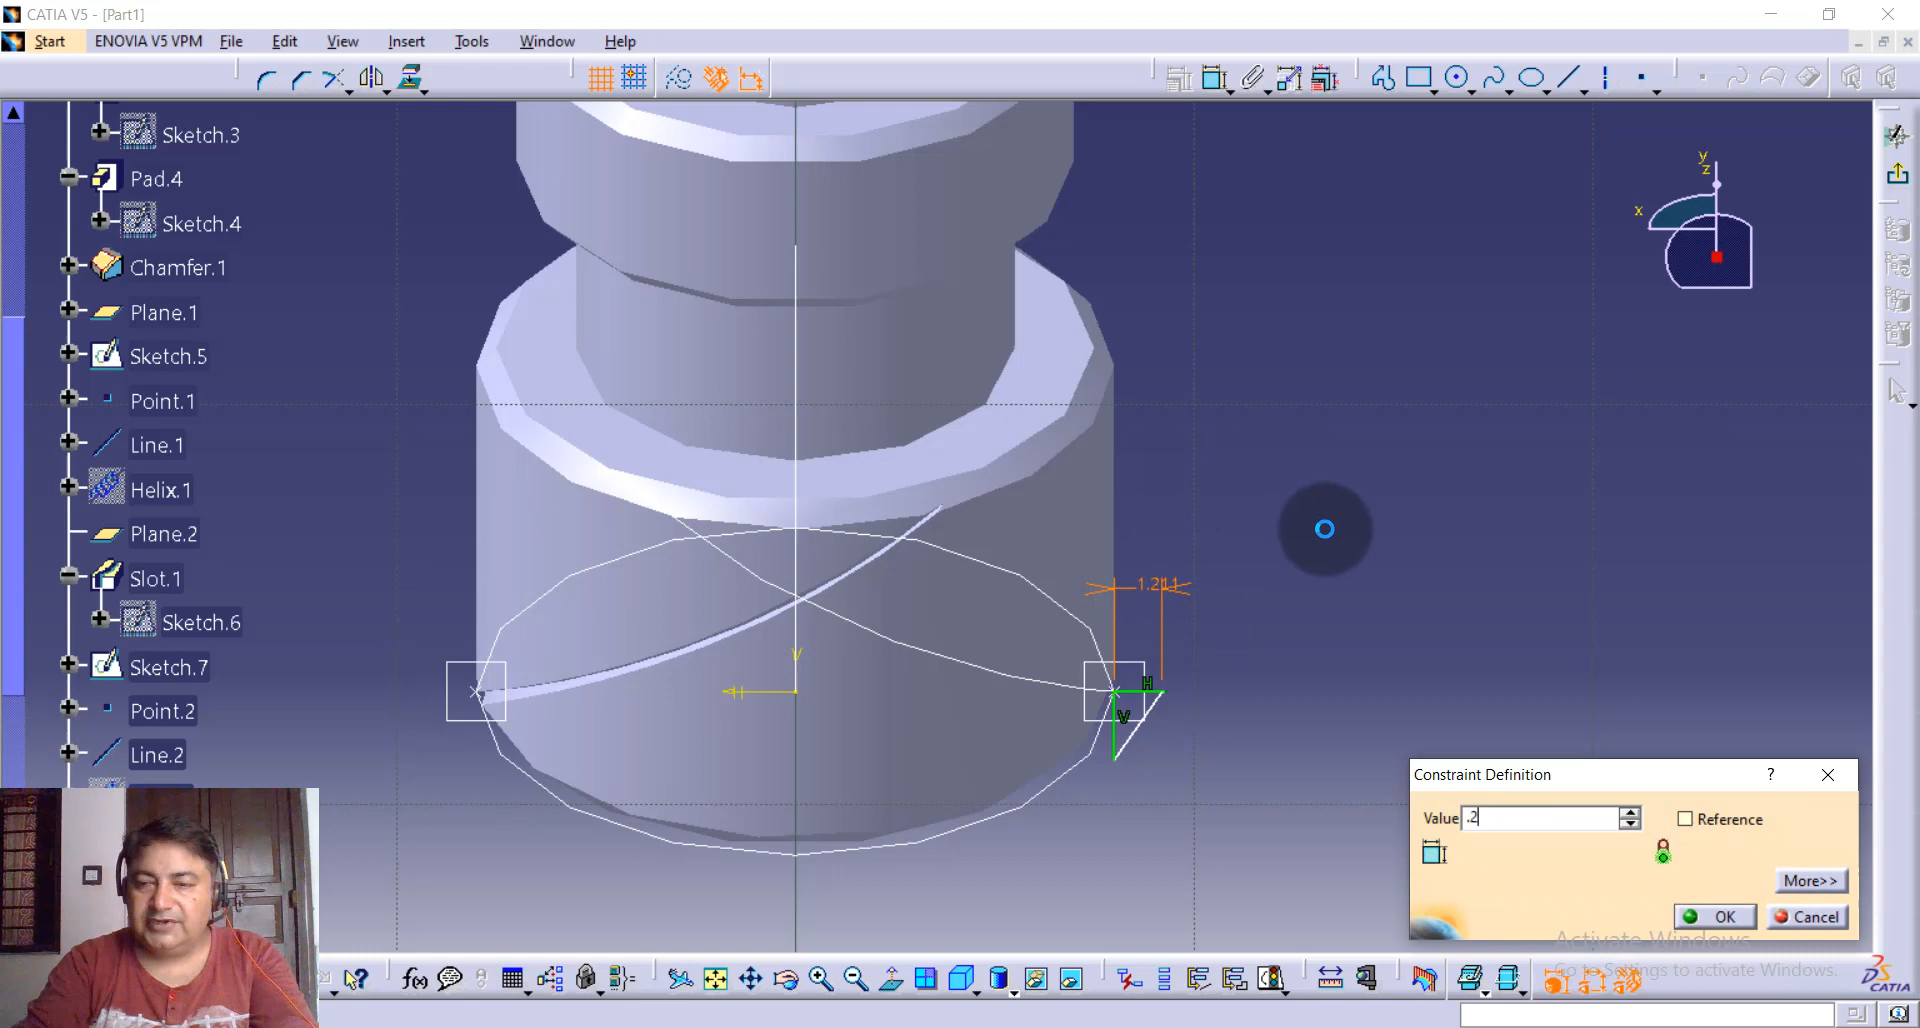 CATIA V5 - [Part1]
Start ENOVIA V5 VPM File Edit View Insert Tools Window Help
Sketch.3
Pad.4
Sketch.4
Chamfer.1
Plane.1
Sketch.5
Point.1
Line.1
Helix.1
Plane.2
Slot.1
Sketch.6
Sketch.7
Point.2
Line.2
y
z
x
V
H
V
Constraint Definition ?
Value .2
Reference
More>>
OK Cancel
Activate Windows
Go to Settings to activate Windows.
f(x)
CATIA